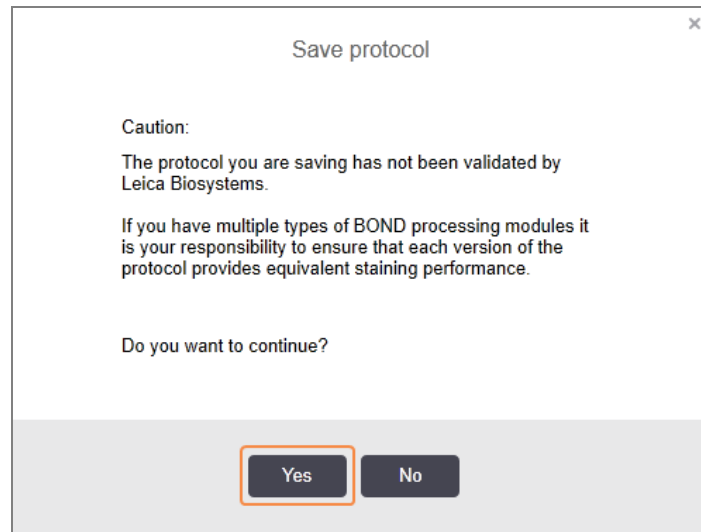 Save protocol
Caution:
The protocol you are saving has not been validated by
Leica Biosystems.
If you have multiple types of BOND processing modules it
is your responsibility to ensure that each version of the
protocol provides equivalent staining performance.
Do you want to continue?
Yes No